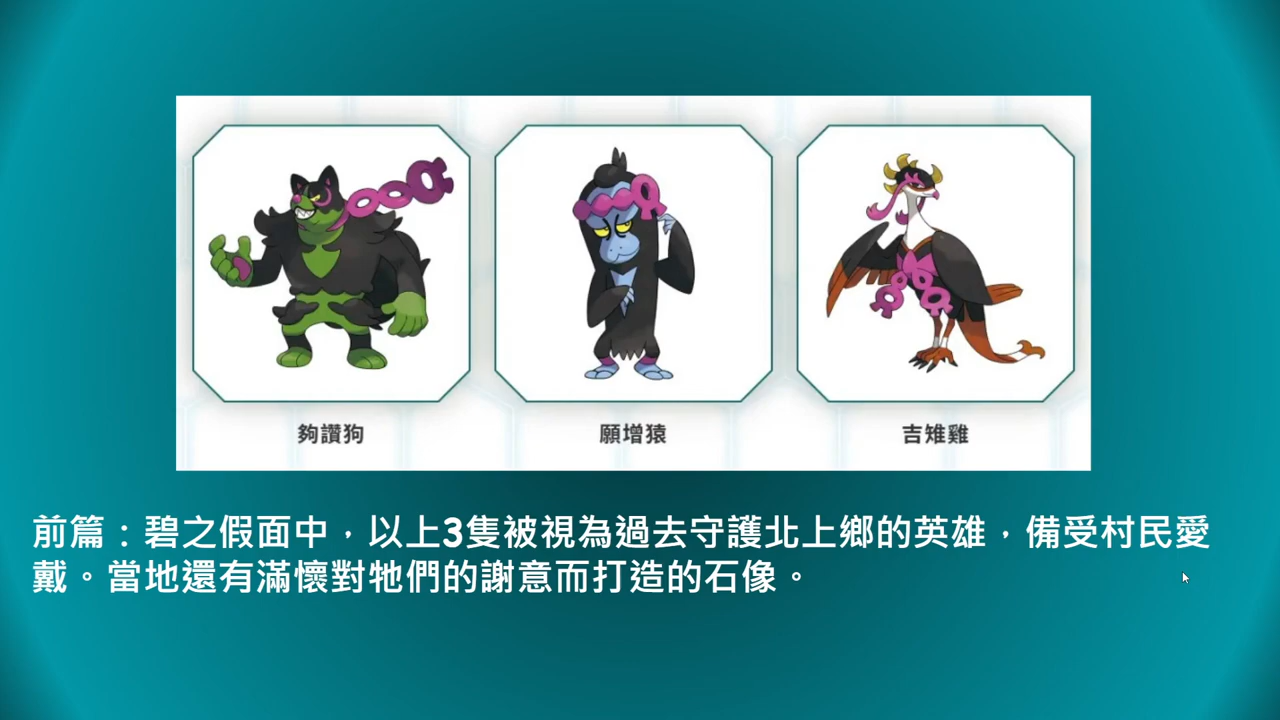 夠讚狗
願增猿
吉雉雞
前篇：碧之假面中，以上3隻被視為過去守護北上鄉的英雄，備受村民愛
戴。當地還有滿懷對牠們的謝意而打造的石像。